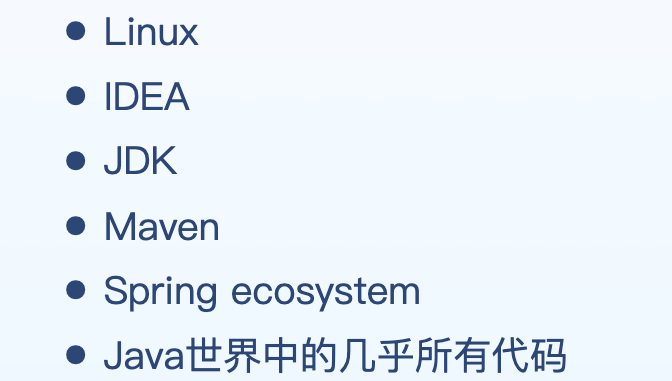 ● Linux
● IDEA
● JDK
● Maven
● Spring ecosystem
● Java世界中的几乎所有代码